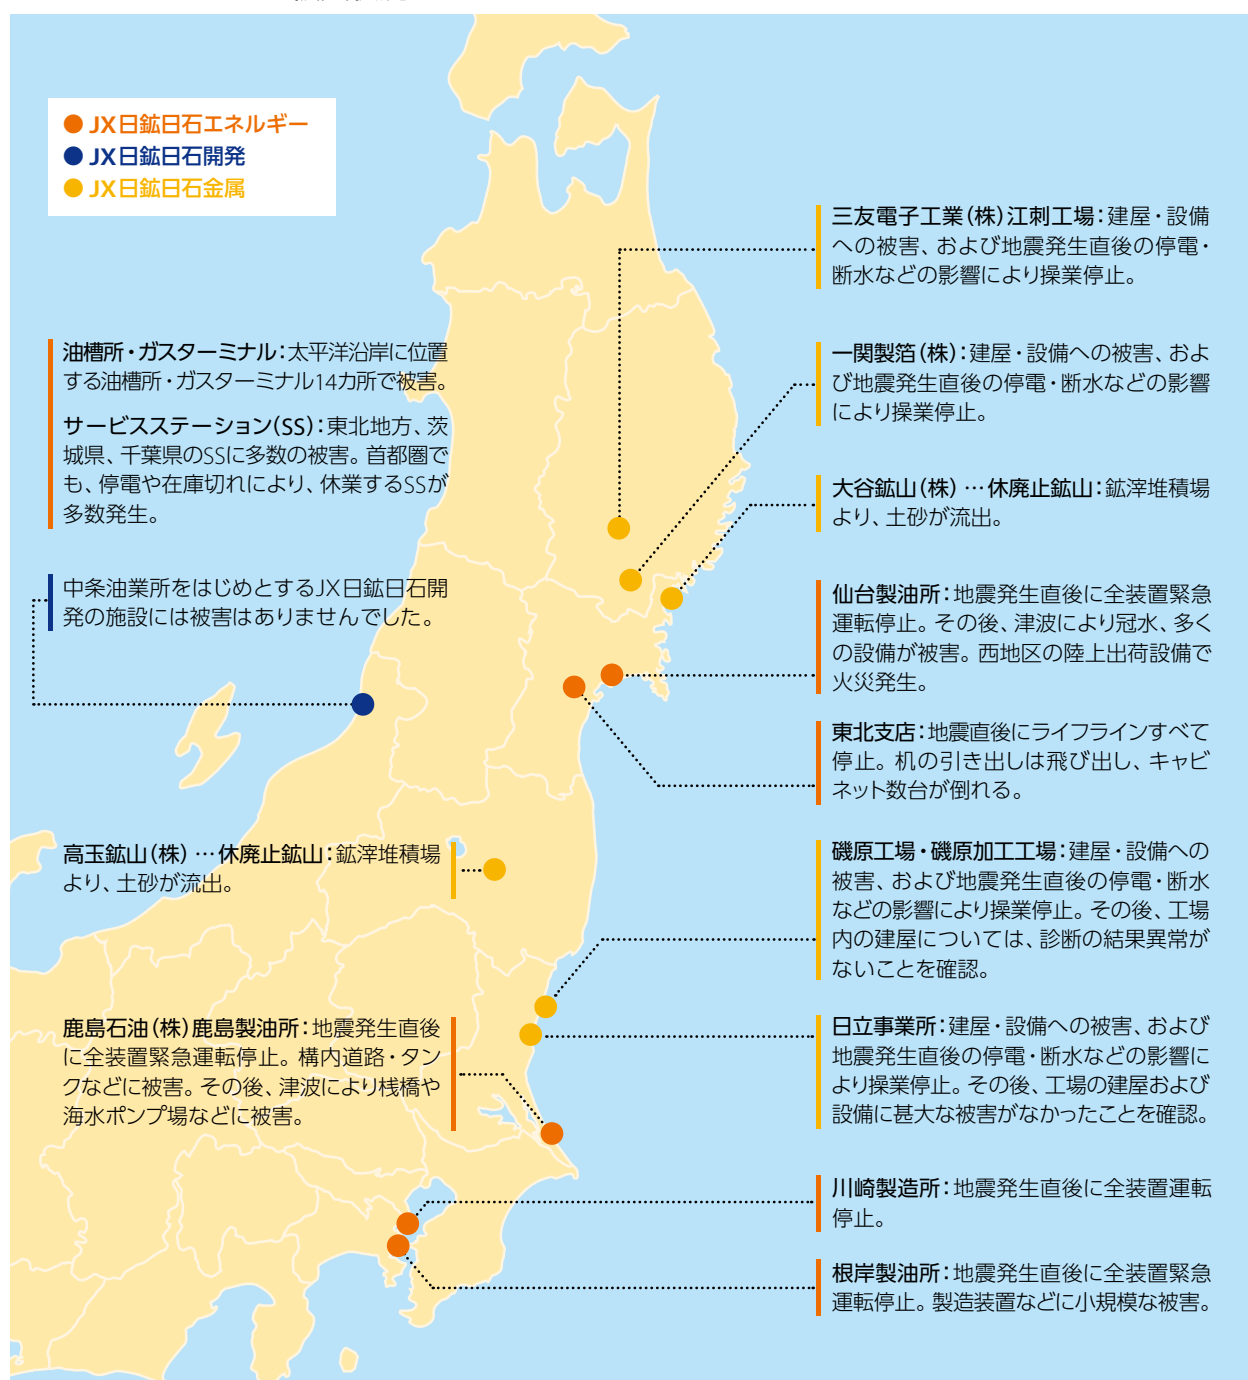 JX日鉱日石エネルギー
JX日鉱日石開発
JX日鉱日石金属
三友電子工業(株)江刺工場：建屋・設備
への被害、および地震発生直後の停電・
断水などの影響により操業停止。
油槽所・ガスターミナル：太平洋沿岸に位置
する油槽所・ガスターミナル14カ所で被害。
サービスステーション(SS)：東北地方、茨
城県、千葉県のSSに多数の被害。首都圏で
も、停電や在庫切れにより、休業するSSが
多数発生。
一関製箔(株)：建屋・設備への被害、およ
び地震発生直後の停電・断水などの影響
により操業停止。
大谷鉱山(株) …休廃止鉱山：鉱滓堆積場
より、土砂が流出。
中条油業所をはじめとするJX日鉱日石開
発の施設には被害はありませんでした。
仙台製油所：地震発生直後に全装置緊急
運転停止。その後、津波により冠水、多く
の設備が被害。西地区の陸上出荷設備で
火災発生。
東北支店：地震直後にライフラインすべて
停止。机の引き出しは飛び出し、キャビ
ネット数台が倒れる。
高玉鉱山(株) …休廃止鉱山：鉱滓堆積場
より、土砂が流出。
磯原工場・磯原加工工場：建屋・設備への
被害、および地震発生直後の停電・断水
などの影響により操業停止。その後、工場
内の建屋については、診断の結果異常が
ないことを確認。
鹿島石油(株)鹿島製油所：地震発生直後
に全装置緊急運転停止。構内道路・タン
クなどに被害。その後、津波により桟橋や
海水ポンプ場などに被害。
日立事業所：建屋・設備への被害、および
地震発生直後の停電・断水などの影響に
より操業停止。その後、工場の建屋および
設備に甚大な被害がなかったことを確認。
川崎製造所：地震発生直後に全装置運転
停止。
根岸製油所：地震発生直後に全装置緊急
運転停止。製造装置などに小規模な被害。